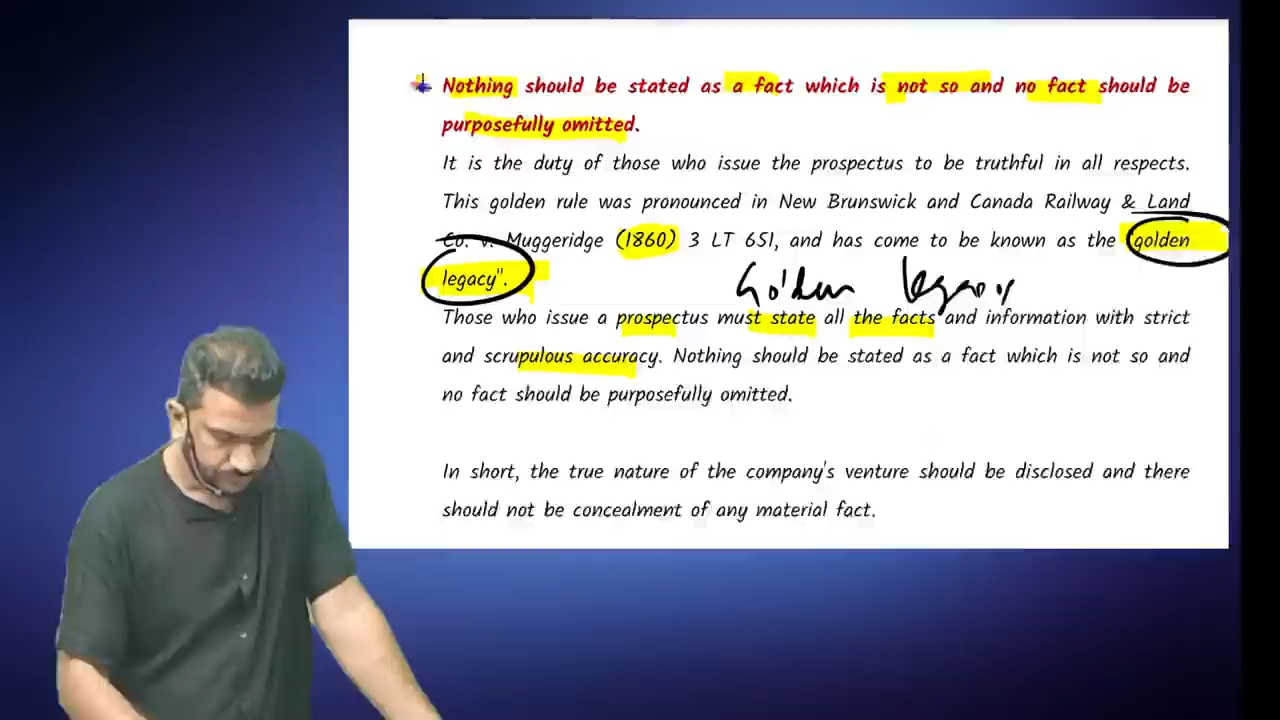 Nothing should be stated as a fact which is not so and no fact should be
purposefully omitted.
It is the duty of those who issue the prospectus to be truthful in all respects.
This golden rule was pronounced in New Brunswick and Canada Railway & Land
Co. v. Muggeridge (1860) 3 LT 651, and has come to be known as the golden
legacy".
Golden legacy
Those who issue a prospectus must state all the facts and information with strict
and scrupulous accuracy. Nothing should be stated as a fact which is not so and
no fact should be purposefully omitted.
In short, the true nature of the company's venture should be disclosed and there
should not be concealment of any material fact.